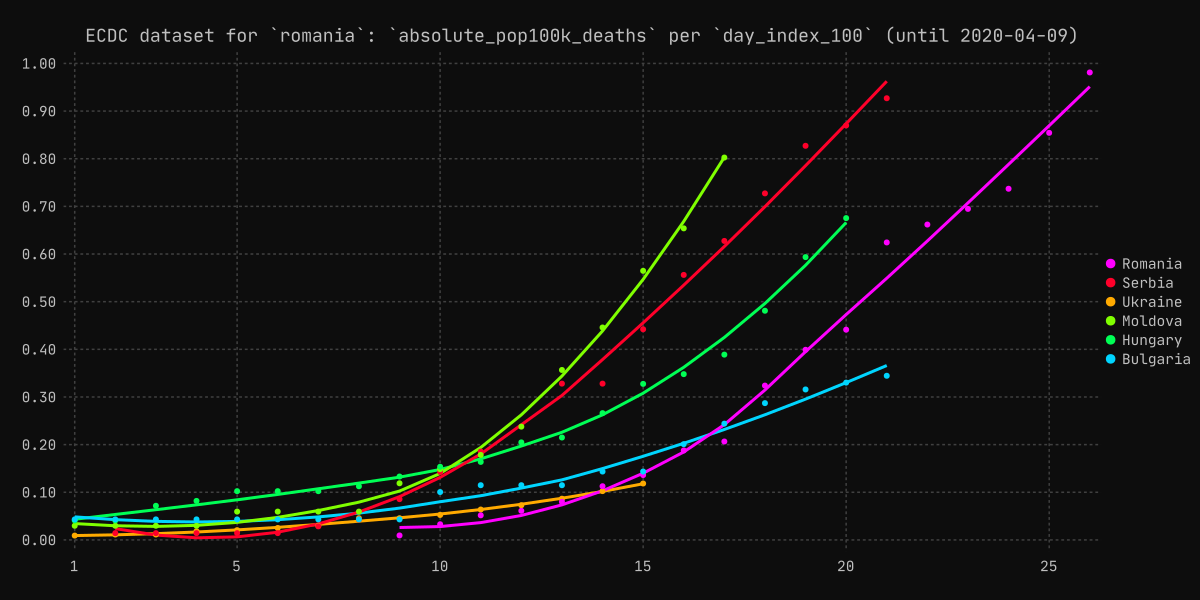 ECDC dataset for `romania`: `absolute_pop100k_deaths` per `day_index_100` (until 2020-04-09)
1.00
0.90
0.80
0.70
0.60
0.50
0.40
0.30
0.20
0.10
0.00
1 5 10 15 20 25
Romania
Serbia
Ukraine
Moldova
Hungary
Bulgaria